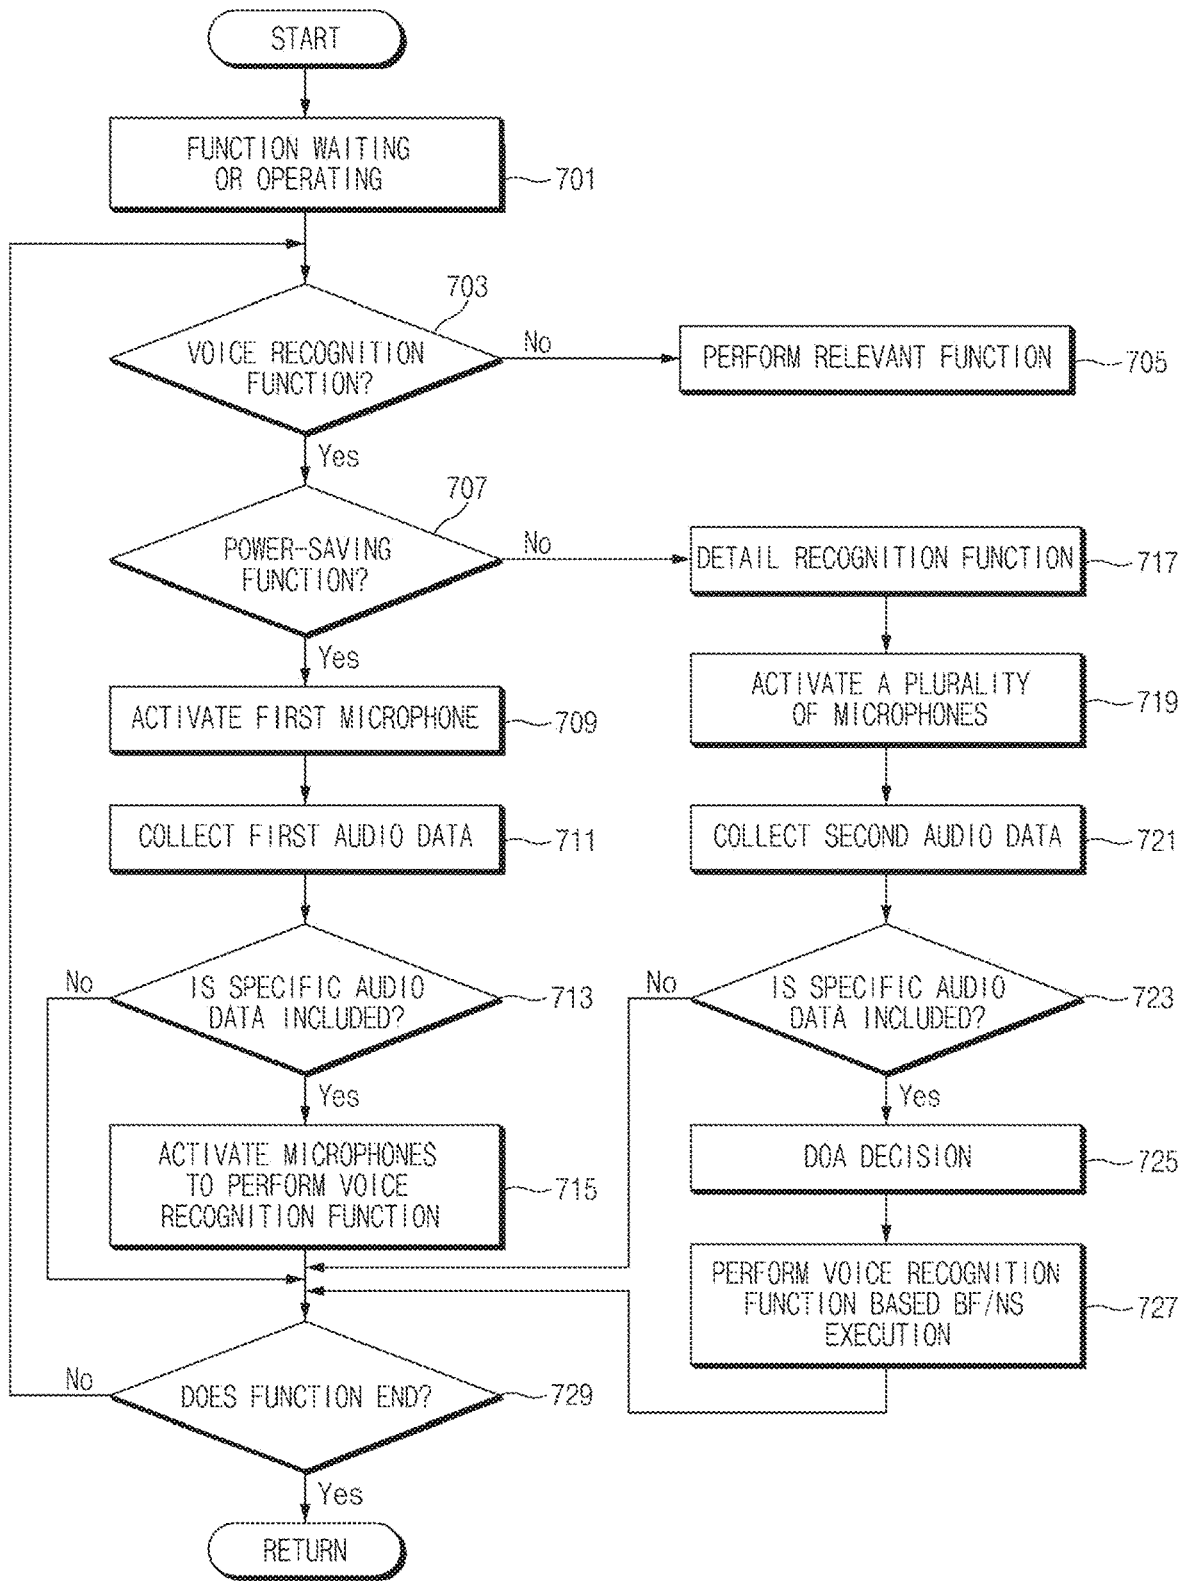 START
FUNCTION WAITING
OR OPERATING
701
703
VOICE RECOGNITION
FUNCTION?
No
PERFORM RELEVANT FUNCTION
705
Yes
707
POWER-SAVING
FUNCTION?
No
DETAIL RECOGNITION FUNCTION
717
Yes
ACTIVATE FIRST MICROPHONE
709
ACTIVATE A PLURALITY
OF MICROPHONES
719
COLLECT FIRST AUDIO DATA
711
COLLECT SECOND AUDIO DATA
721
No
IS SPECIFIC AUDIO
DATA INCLUDED?
713
No
IS SPECIFIC AUDIO
DATA INCLUDED?
723
Yes
Yes
ACTIVATE MICROPHONES
TO PERFORM VOICE
RECOGNITION FUNCTION
715
DOA DECISION
725
PERFORM VOICE RECOGNITION
FUNCTION BASED BF/NS
EXECUTION
727
No
DOES FUNCTION END?
729
Yes
RETURN